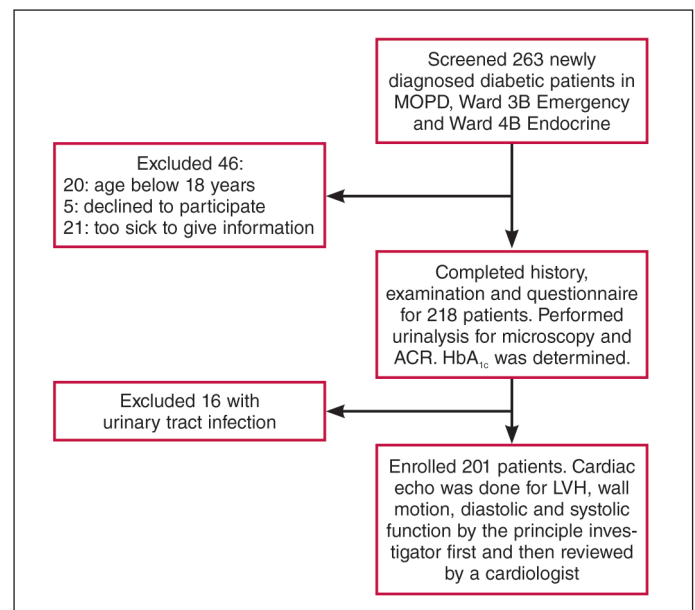 Screened 263 newly
diagnosed diabetic patients in
MOPD, Ward 3B Emergency
and Ward 4B Endocrine
Excluded 46:
20: age below 18 years
5: declined to participate
21: too sick to give information
Completed history,
examination and questionnaire
for 218 patients. Performed
urinalysis for microscopy and
ACR. HbA1c was determined.
Excluded 16 with
urinary tract infection
Enrolled 201 patients. Cardiac
echo was done for LVH, wall
motion, diastolic and systolic
function by the principle inves-
tigator first and then reviewed
by a cardiologist